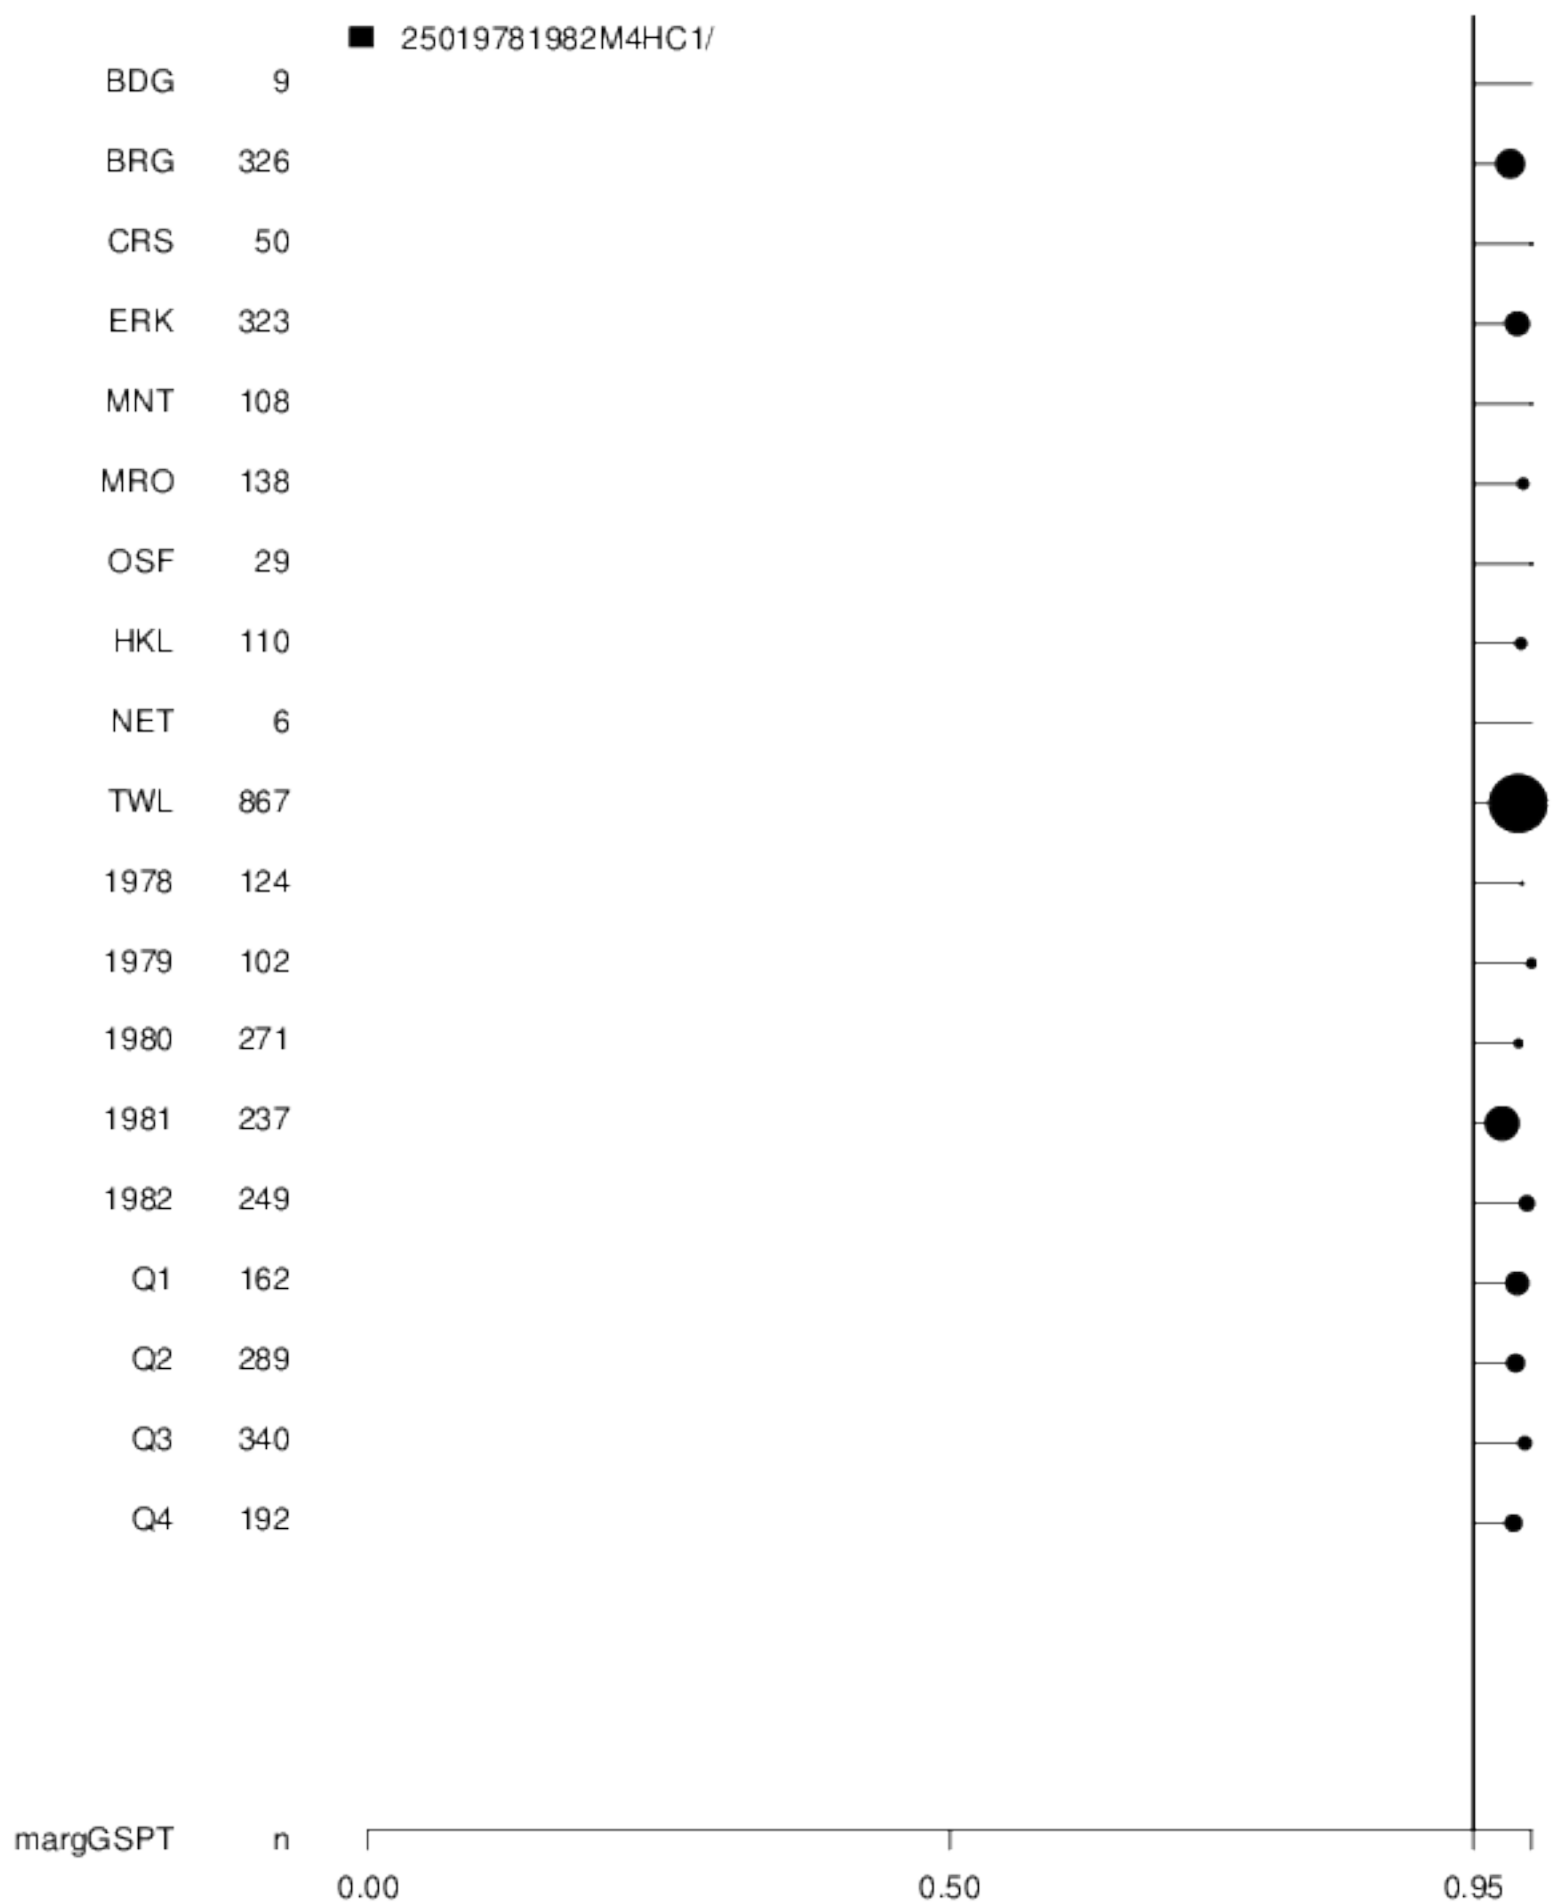 25019781982M4HC1/
BDG 9
BRG 326
CRS 50
ERK 323
MNT 108
MRO 138
OSF 29
HKL 110
NET 6
TWL 867
1978 124
1979 102
1980 271
1981 237
1982 249
Q1 162
Q2 289
Q3 340
Q4 192
margGSPT n
0.00 0.50 0.95